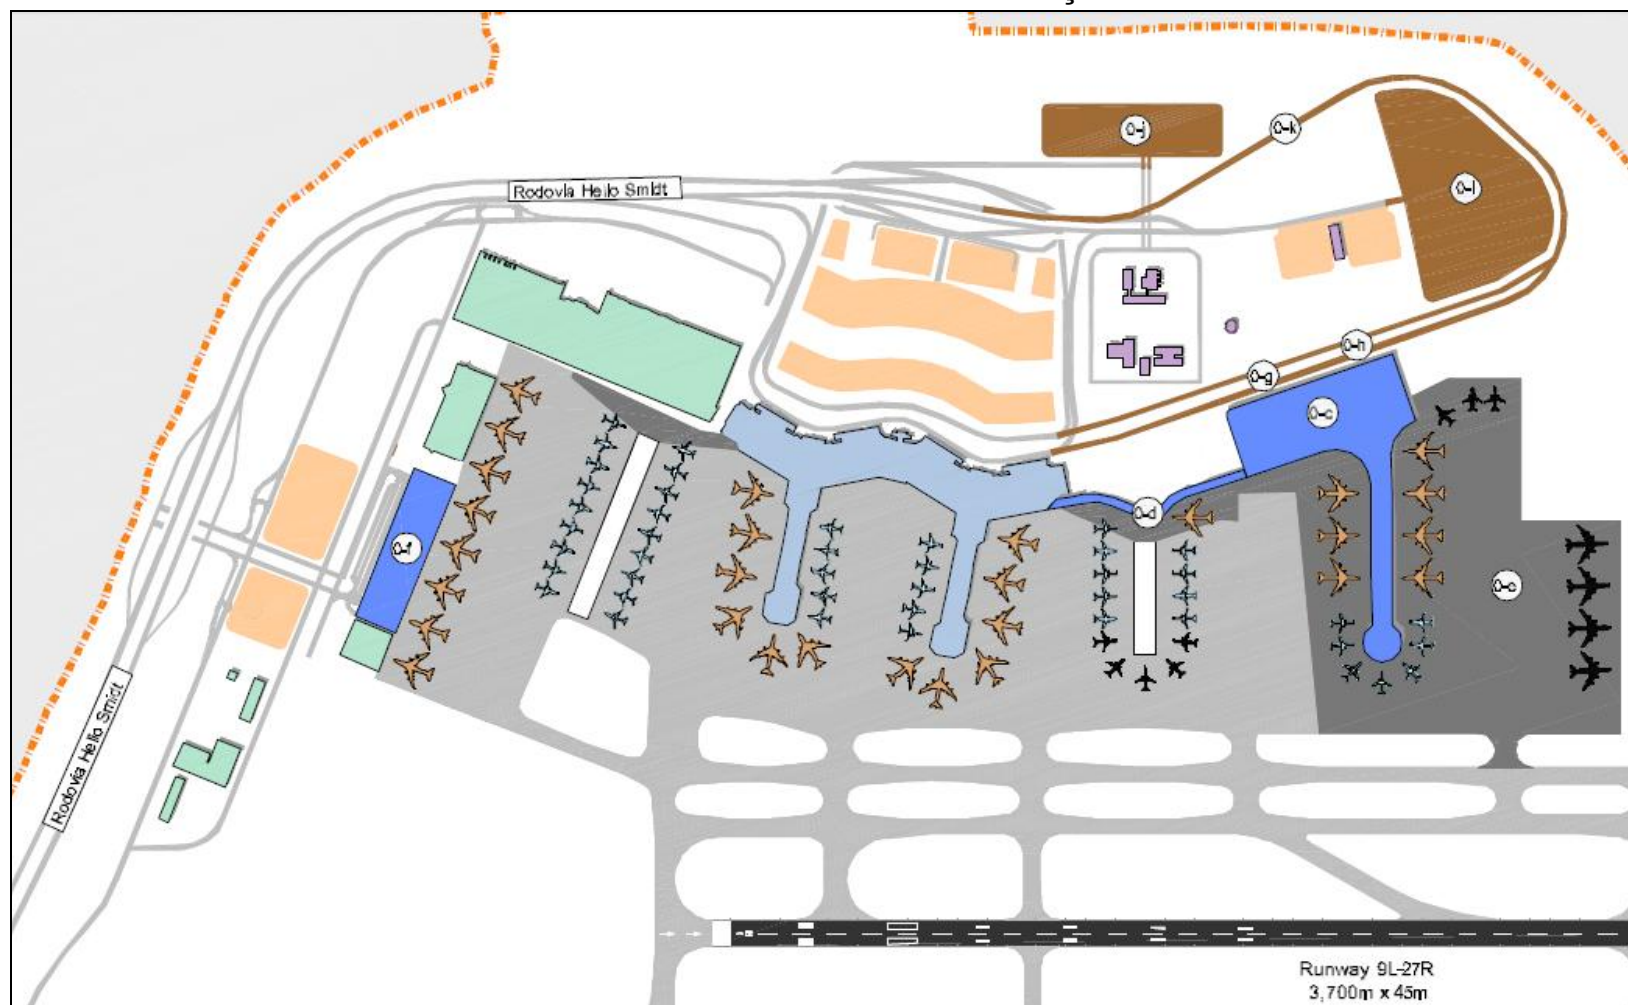 0-j
0-k
Rodovia Helio Smidt
0-l
0-h
0-g
0-c
0-d
0-f
0-o
Rodovia Helio Smidt
Runway 9L-27R
3,700m x 45m